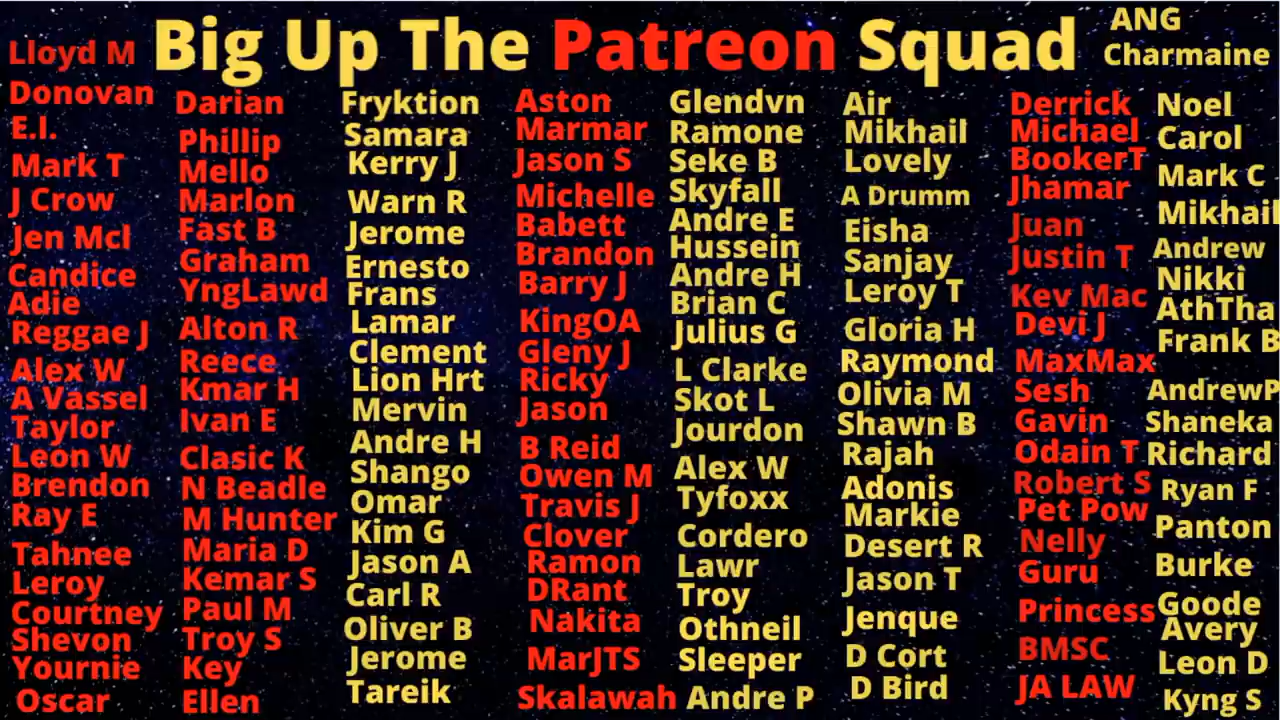 Big Up The Patreon Squad
Lloyd M
Donovan
E.I.
Mark T
J Crow
Jen Mcl
Candice
Adie
Reggae J
Alex W
A Vassel
Taylor
Leon W
Brendon
Ray E
Tahnee
Leroy
Courtney
Shevon
Yournie
Oscar
Darian
Phillip
Mello
Marlon
Fast B
Graham
YngLawd
Alton R
Reece
Kmar H
Ivan E
Clasic K
N Beadle
M Hunter
Maria D
Kemar S
Paul M
Troy S
Key
Ellen
Fryktion
Samara
Kerry J
Warn R
Jerome
Ernesto
Frans
Lamar
Clement
Lion Hrt
Mervin
Andre H
Shango
Omar
Kim G
Jason A
Carl R
Oliver B
Jerome
Tareik
Aston
Marmar
Jason S
Michelle
Babett
Brandon
Barry J
KingOA
Gleny J
Ricky
Jason
B Reid
Owen M
Travis J
Clover
Ramon
DRant
Nakita
MarJTS
Skalawah
Glendvn
Ramone
Seke B
Skyfall
Andre E
Hussein
Andre H
Brian C
Julius G
L Clarke
Skot L
Jourdon
Alex W
Tyfoxx
Cordero
Lawr
Troy
Othneil
Sleeper
Andre P
Air
Mikhail
Lovely
A Drumm
Eisha
Sanjay
Leroy T
Gloria H
Raymond
Olivia M
Shawn B
Rajah
Adonis
Markie
Desert R
Jason T
Jenque
D Cort
D Bird
Derrick
Michael
BookerT
Jhamar
Juan
Justin T
Kev Mac
Devi J
MaxMax
Sesh
Gavin
Odain T
Robert S
Pet Pow
Nelly
Guru
Princess
BMSC
JA LAW
ANG
Charmaine
Noel
Carol
Mark C
Mikhail
Andrew
Nikki
AthTha
Frank B
AndrewP
Shaneka
Richard
Ryan F
Panton
Burke
Goode
Avery
Leon D
Kyng S